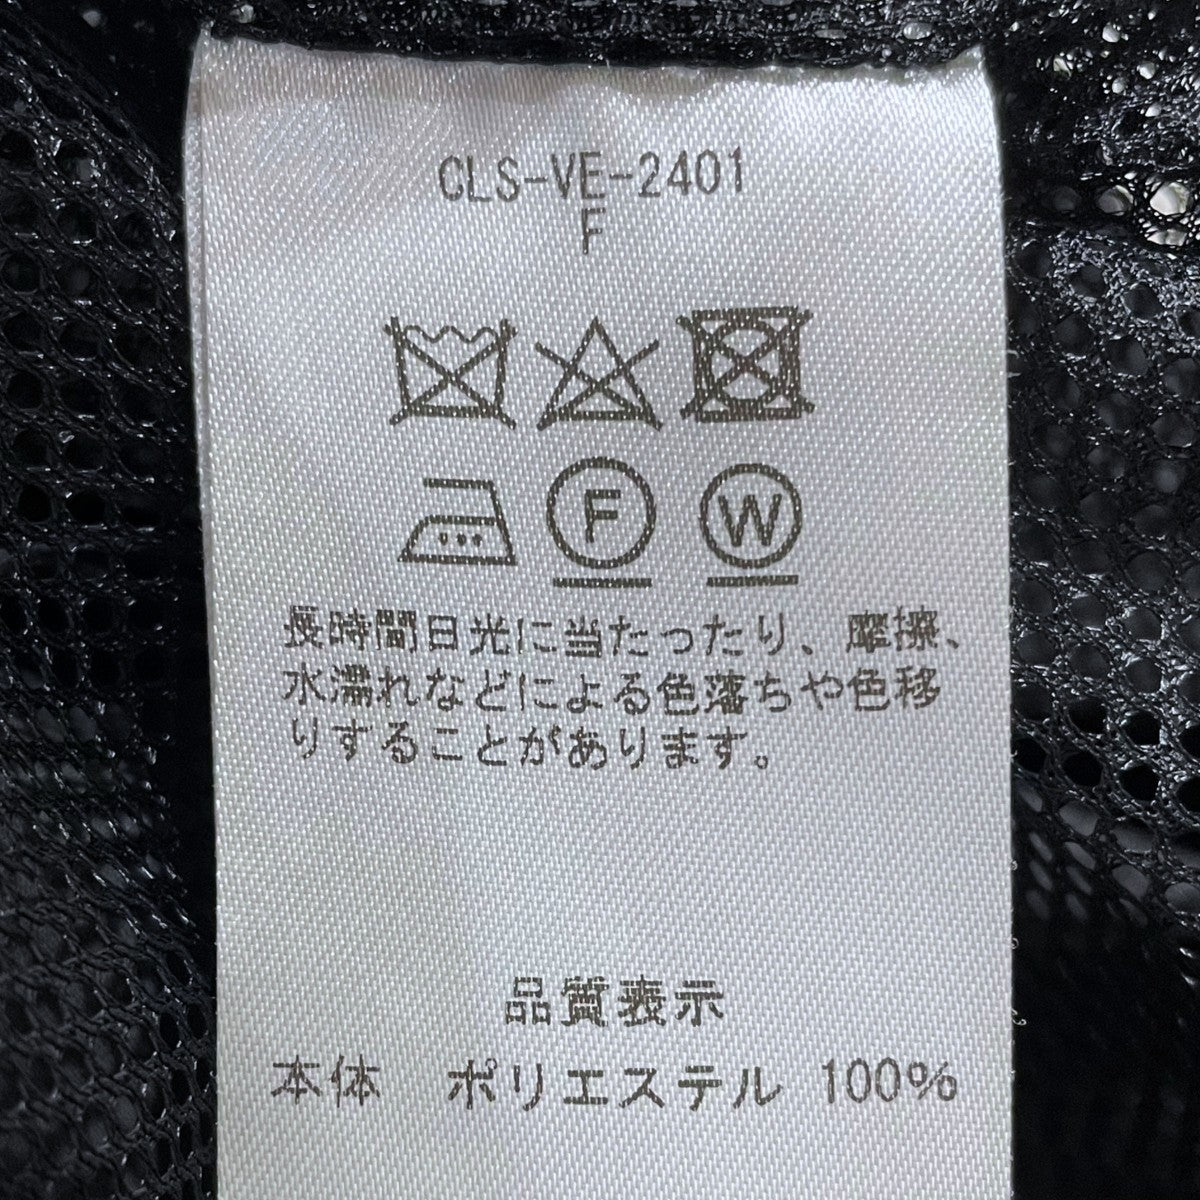 CLS-VE-2401
F
F
W
長時間日光に当たったり、摩擦、
水濡れなどによる色落ちや色移
りすることがあります。
品質表示
本体 ポリエステル 100%